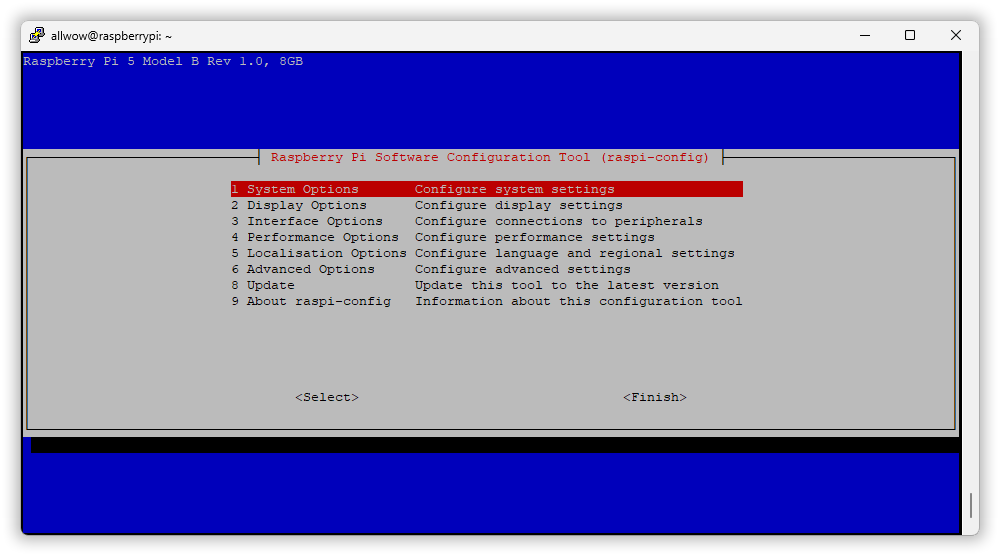 allwow@raspberrypi: ~
Raspberry Pi 5 Model B Rev 1.0, 8GB
Raspberry Pi Software Configuration Tool (raspi-config)
1 System Options       Configure system settings
2 Display Options      Configure display settings
3 Interface Options    Configure connections to peripherals
4 Performance Options  Configure performance settings
5 Localisation Options Configure language and regional settings
6 Advanced Options     Configure advanced settings
8 Update               Update this tool to the latest version
9 About raspi-config   Information about this configuration tool
<Select>                                 <Finish>